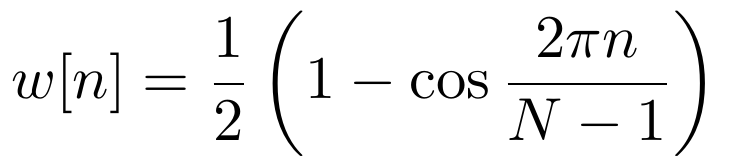 w[n] = \frac{1}{2} \left( 1 - \cos \frac{2\pi n}{N - 1} \right)